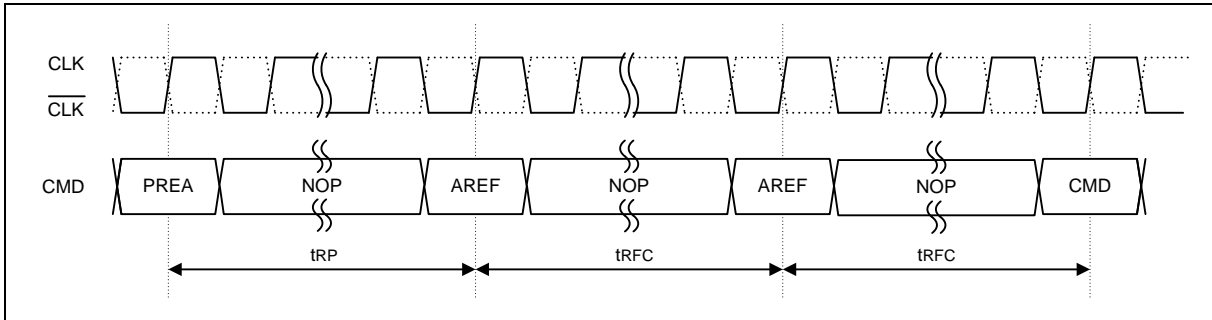 CLK
CLK
CMD
PREA NOP AREF NOP AREF NOP CMD
tRP tRFC tRFC